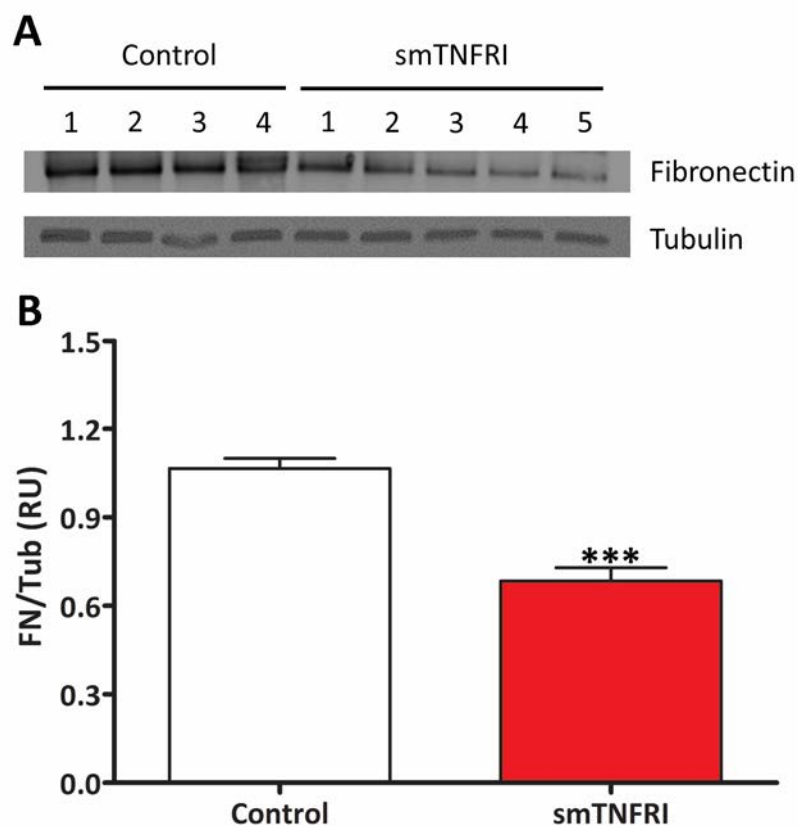 A
Control smTNFRI
1 2 3 4 1 2 3 4 5
Fibronectin
Tubulin
B
1.5
1.2
0.9
0.6
0.3
0.0
FN/Tub (RU)
***
Control smTNFRI